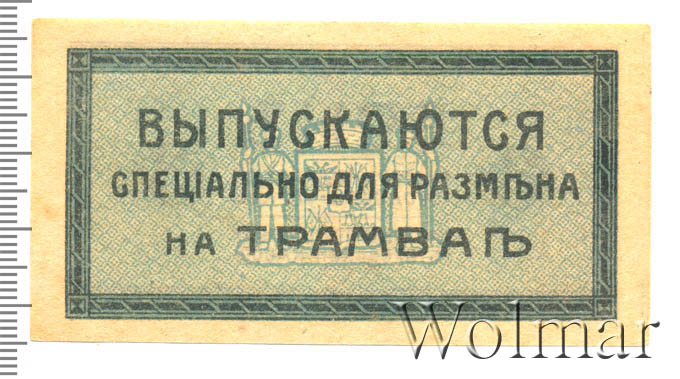 ВЫПУСКАЮТСЯ
СПЕЦІАЛЬНО ДЛЯ РАЗМѢНА
НА ТРАМВАѢ
Wolmar